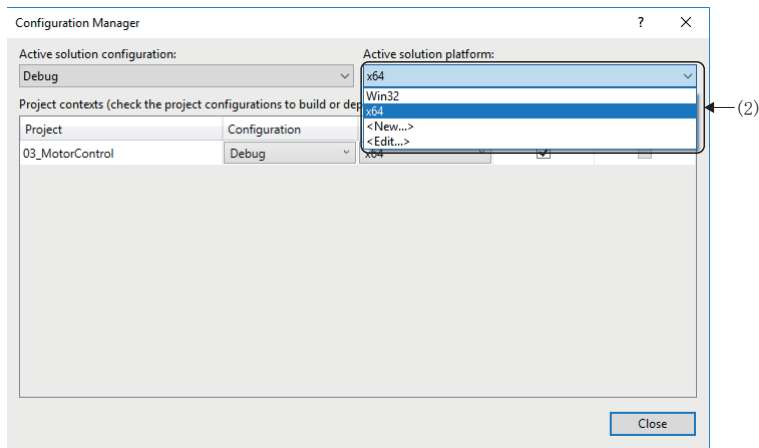 Configuration Manager
? ×
Active solution configuration: Active solution platform:
Debug x64
Win32
Project contexts (check the project configurations to build or dep
x64
(2)
<New...>
Project Configuration
<Edit...>
03_MotorControl Debug x64
Close